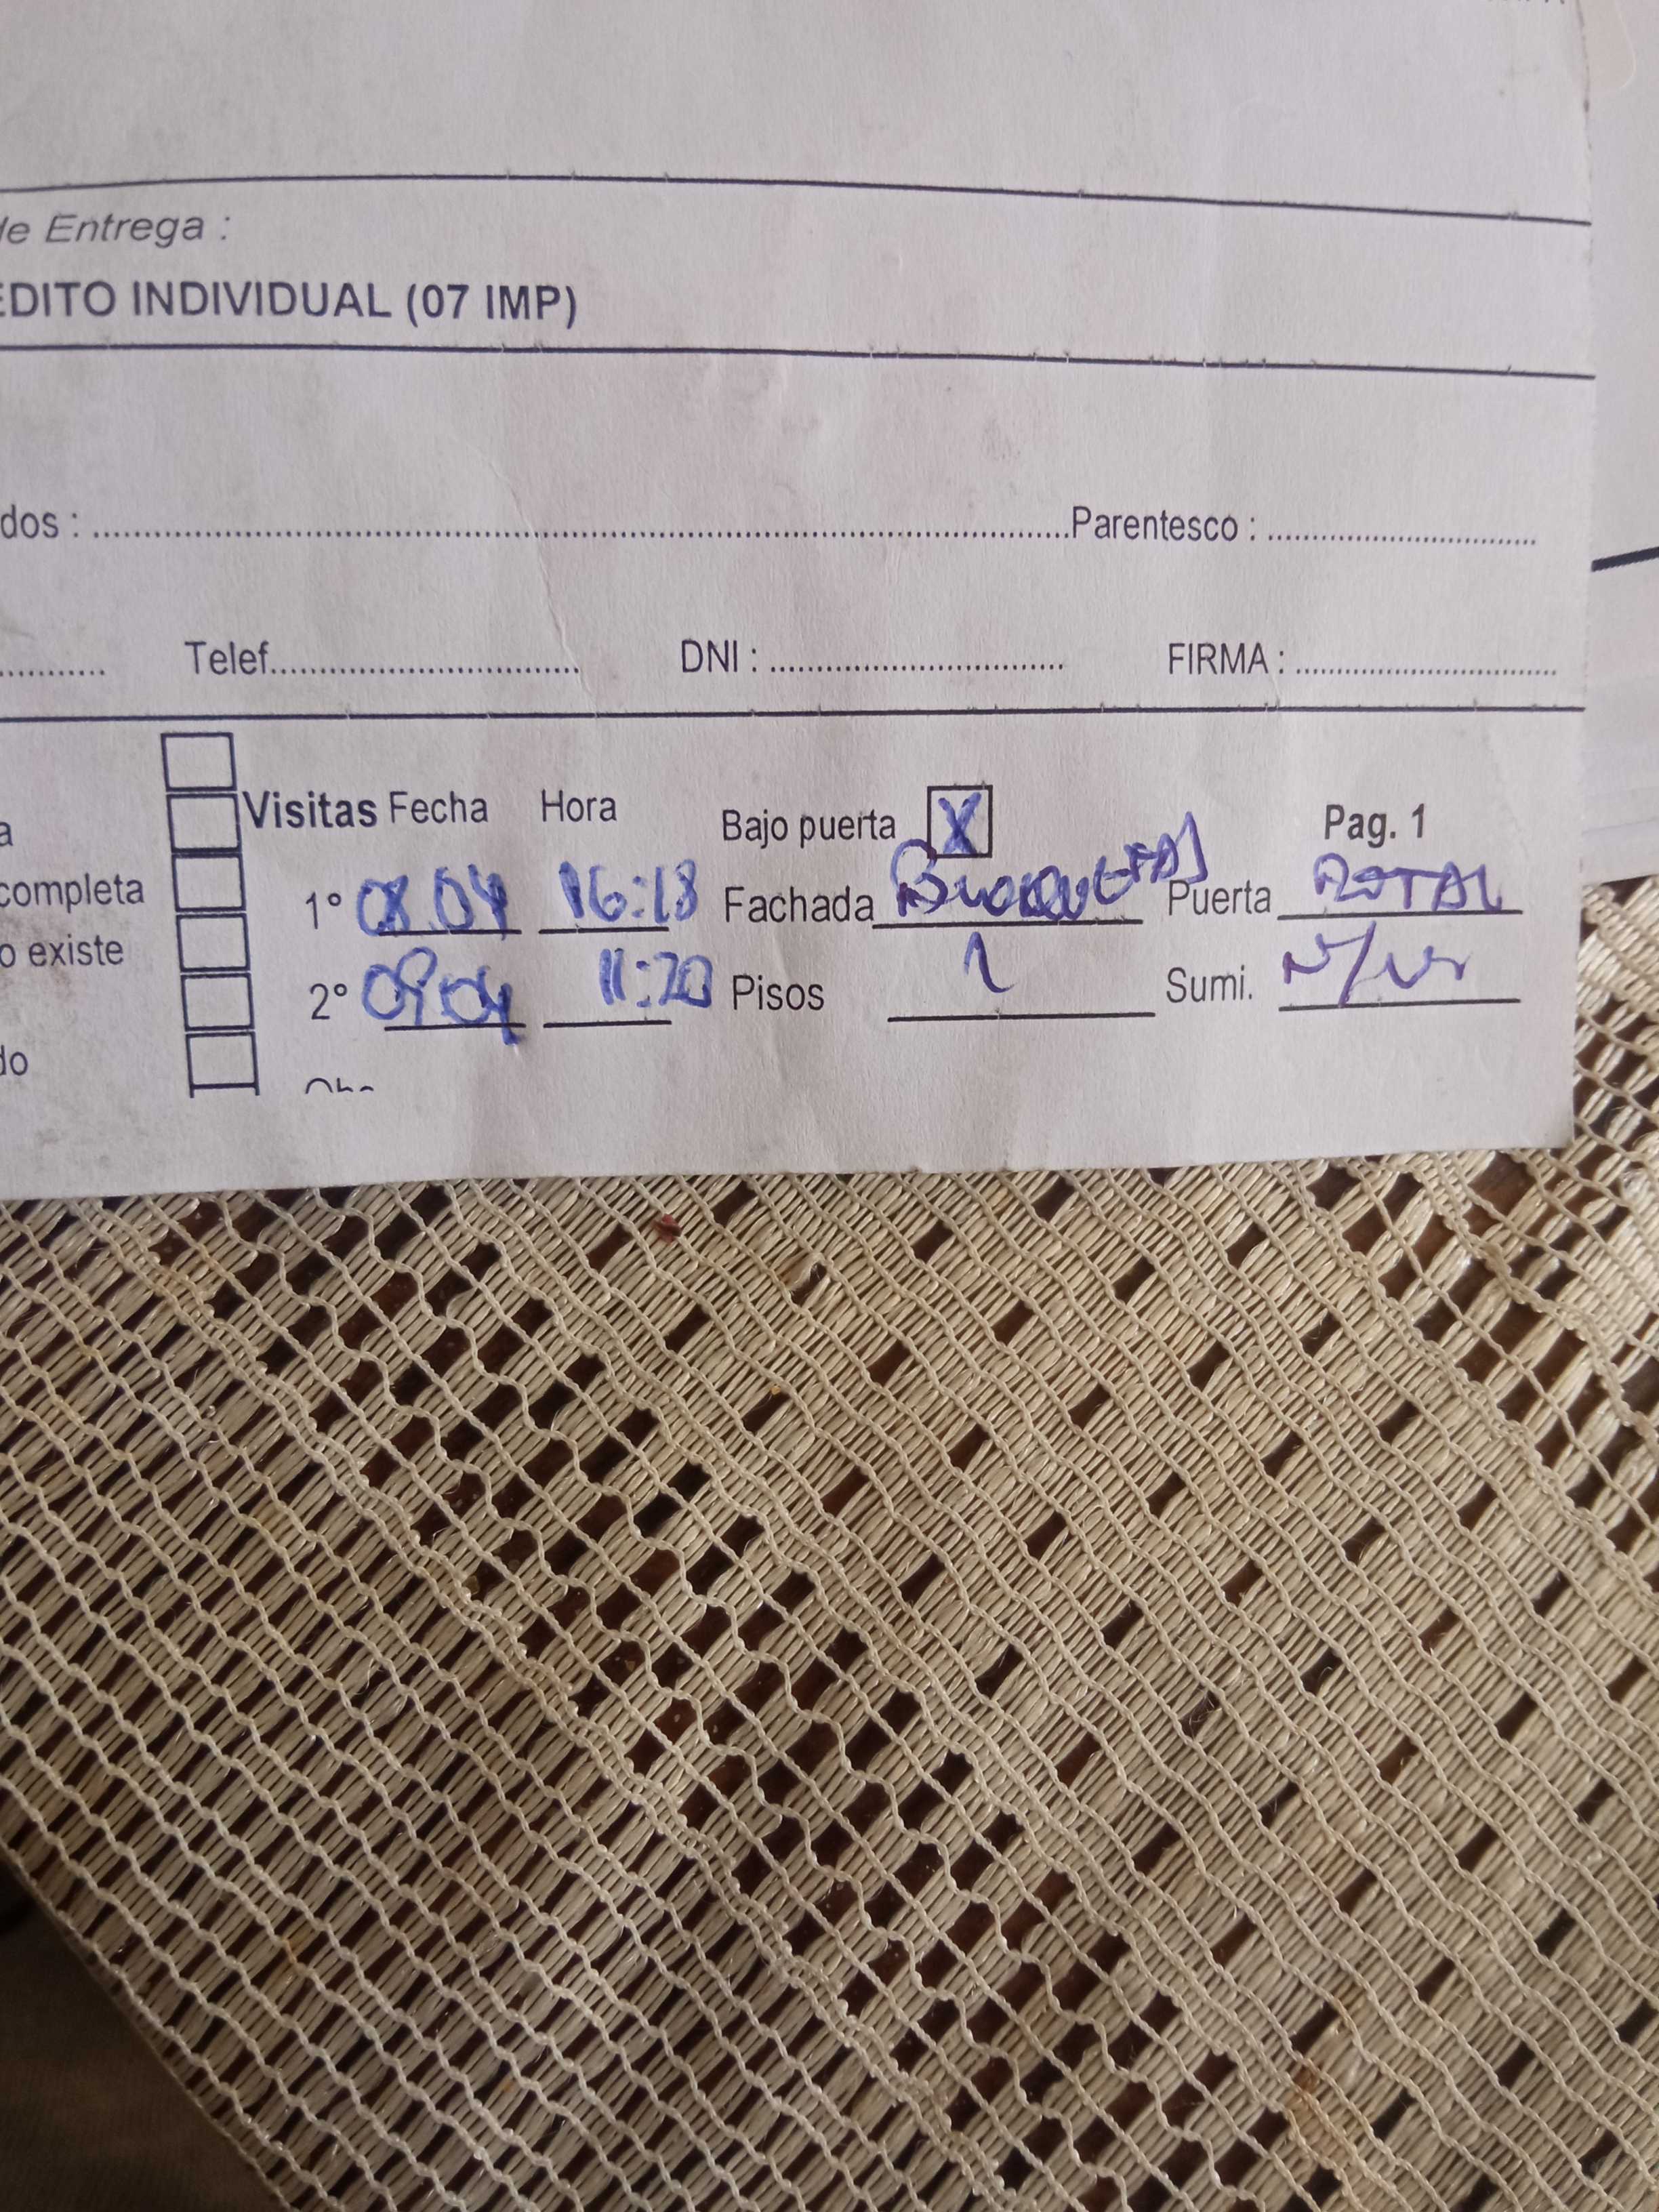 de Entrega :
EDITO INDIVIDUAL (07 IMP)
dos : Parentesco :
Telef. DNI : FIRMA :
Visitas Fecha Hora Bajo puerta X Pag. 1
a
completa 1° 08.04 16:18 Fachada Puerta
o existe
2° 09.04 11:20 Pisos 1 Sumi.
do